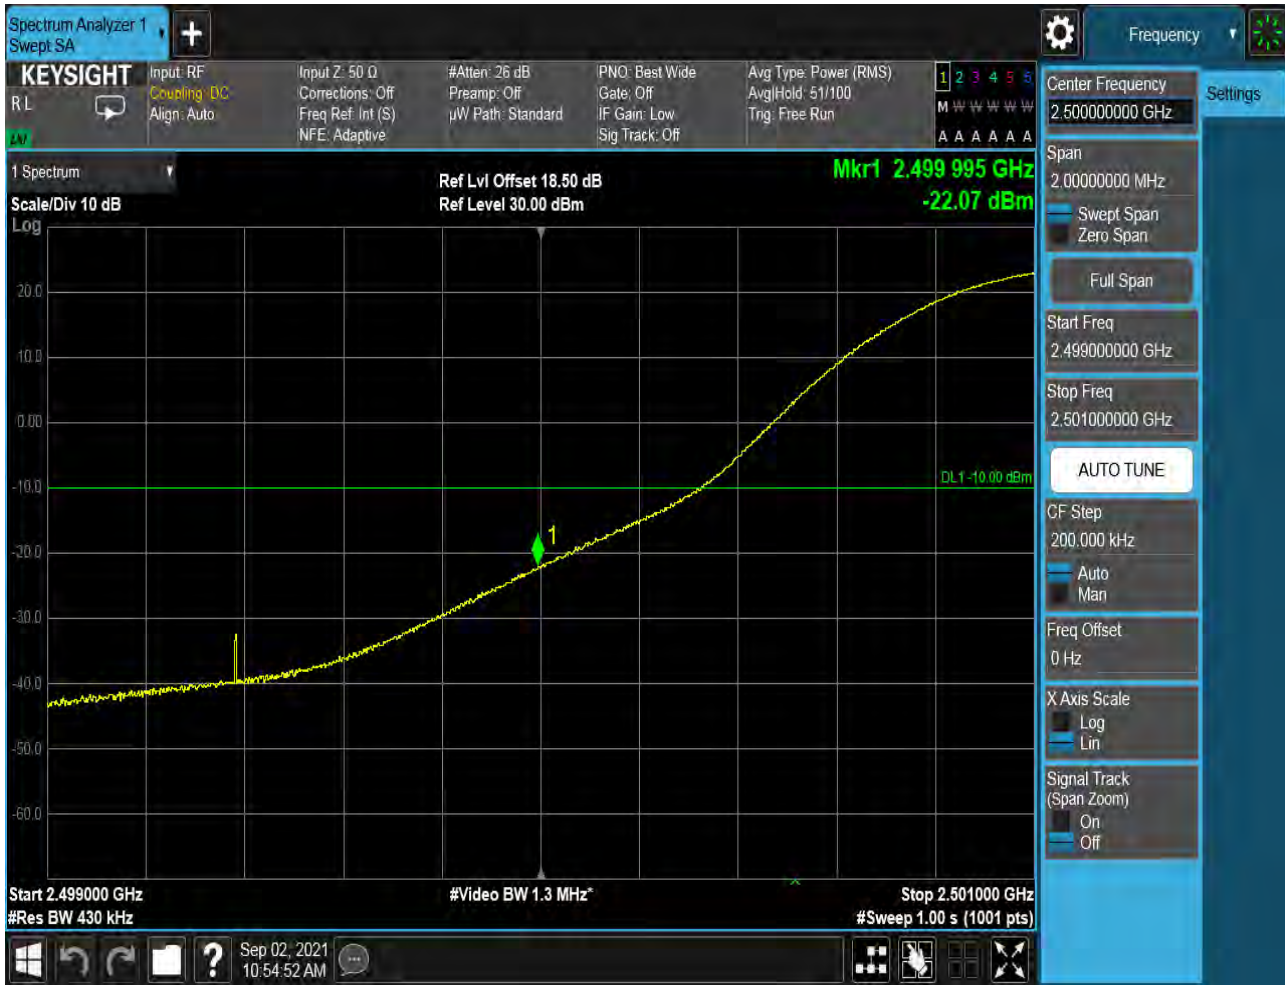 Spectrum Analyzer 1
Swept SA
Frequency
KEYSIGHT
R L
LNI
Input: RF
Coupling: DC
Align: Auto
Input Z: 50 Ω
Corrections: Off
Freq Ref: Int (S)
NFE: Adaptive
#Atten: 26 dB
Preamp: Off
µW Path: Standard
PNO: Best Wide
Gate: Off
IF Gain: Low
Sig Track: Off
Avg Type: Power (RMS)
Avg|Hold: 51/100
Trig: Free Run
1 2 3 4 5 6
M W W W W W
A A A A A A
1 Spectrum
Scale/Div 10 dB
Log
Ref Lvl Offset 18.50 dB
Ref Level 30.00 dBm
Mkr1 2.499 995 GHz
-22.07 dBm
20.0
10.0
0.00
-10.0
-20.0
-30.0
-40.0
-50.0
-60.0
DL1 -10.00 dBm
1
Start 2.499000 GHz
#Res BW 430 kHz
#Video BW 1.3 MHz*
Stop 2.501000 GHz
#Sweep 1.00 s (1001 pts)
Sep 02, 2021
10:54:52 AM
Center Frequency
2.500000000 GHz
Settings
Span
2.00000000 MHz
Swept Span
Zero Span
Full Span
Start Freq
2.499000000 GHz
Stop Freq
2.501000000 GHz
AUTO TUNE
CF Step
200.000 kHz
Auto
Man
Freq Offset
0 Hz
X Axis Scale
Log
Lin
Signal Track
(Span Zoom)
On
Off